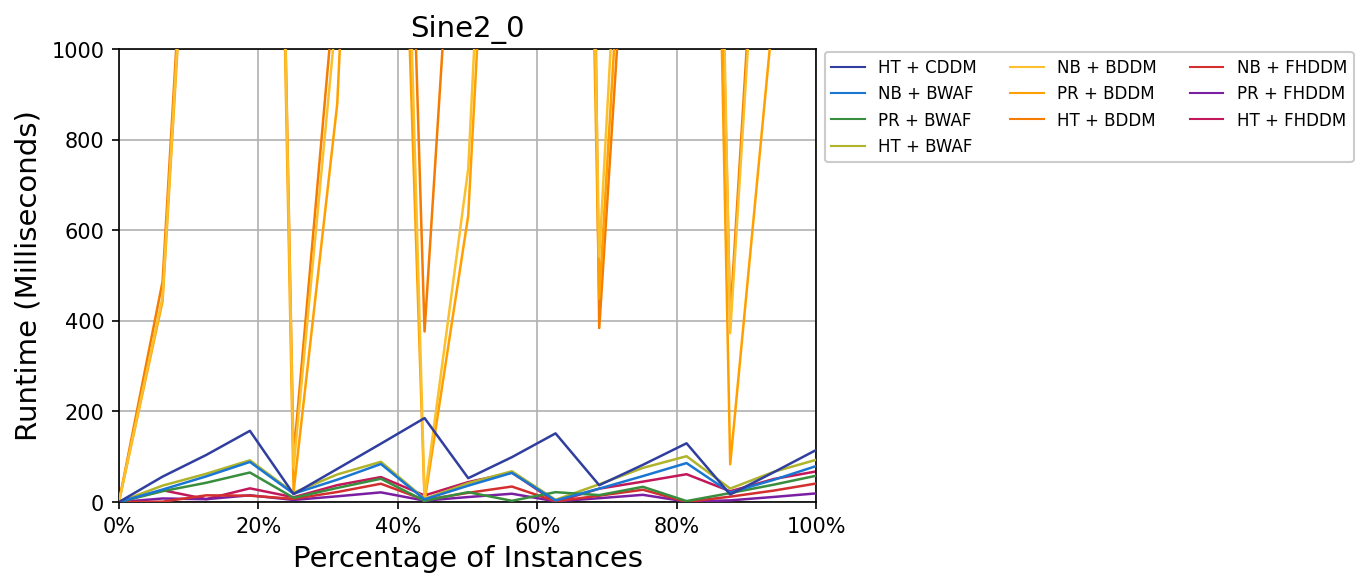 Sine2_0
Runtime (Milliseconds)
1000
800
600
400
200
0
0%
20%
40%
60%
80%
100%
Percentage of Instances
HT + CDDM
NB + BWAF
PR + BWAF
HT + BWAF
NB + BDDM
PR + BDDM
HT + BDDM
NB + FHDDM
PR + FHDDM
HT + FHDDM